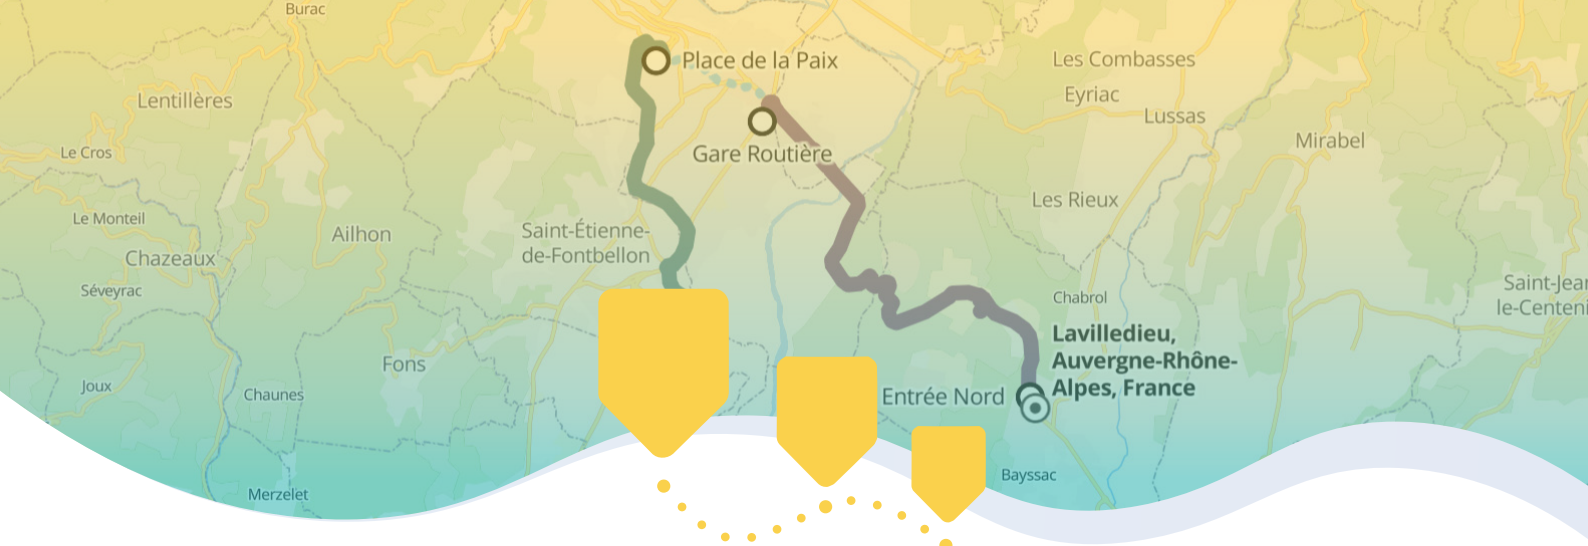 Burac
Place de la Paix
Les Combasses
Eyriac
Lentillères
Lussas
Mirabel
Gare Routière
Le Cros
Les Rieux
Le Monteil
Ailhon
Saint-Étienne-
de-Fontbellon
Chazeaux
Séveyrac
Chabrol
Saint-Jean
le-Centeni
Lavilledieu,
Auvergne-Rhône-
Alpes, France
Fons
Joux
Chaunes
Entrée Nord
Bayssac
Merzelet